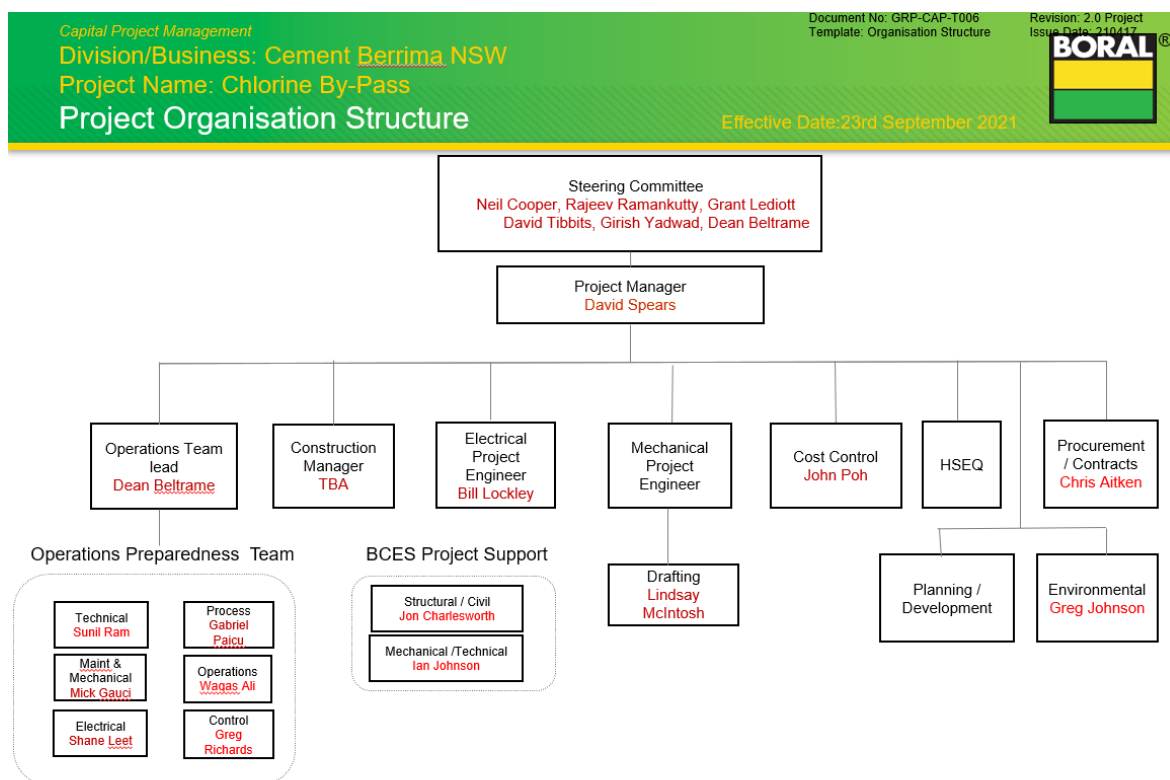 Capital Project Management
Document No: GRP-CAP-T006
Template: Organisation Structure
Revision: 2.0 Project
Issue Date: 210417
BORAL®
Division/Business: Cement Berrima NSW
Project Name: Chlorine By-Pass
Project Organisation Structure
Effective Date:23rd September 2021
Steering Committee
Neil Cooper, Rajeev Ramankutty, Grant Lediott
David Tibbits, Girish Yadwad, Dean Beltrame
Project Manager
David Spears
Operations Team
lead
Dean Beltrame
Construction
Manager
TBA
Electrical
Project
Engineer
Bill Lockley
Mechanical
Project
Engineer
Cost Control
John Poh
HSEQ
Procurement
/ Contracts
Chris Aitken
Operations Preparedness Team
Technical
Sunil Ram
Process
Gabriel
Paicu
Maint &
Mechanical
Mick Gauci
Operations
Waqas Ali
Electrical
Shane Leet
Control
Greg
Richards
BCES Project Support
Structural / Civil
Jon Charlesworth
Mechanical /Technical
Ian Johnson
Drafting
Lindsay
McIntosh
Planning /
Development
Environmental
Greg Johnson